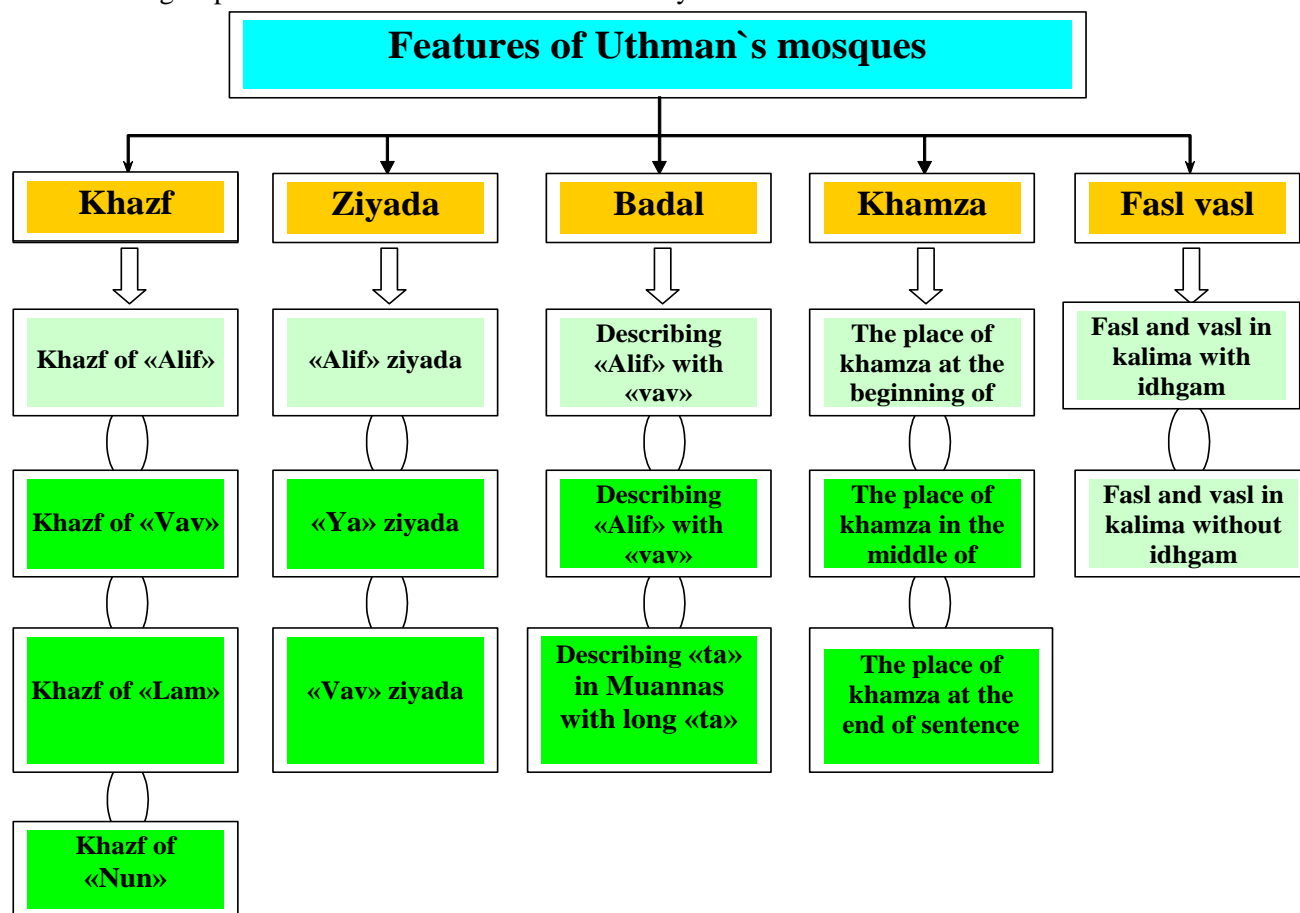 Features of Uthman`s mosques
Khazf
Ziyada
Badal
Khamza
Fasl vasl
Khazf of «Alif»
«Alif» ziyada
Describing
«Alif» with
«vav»
The place of
khamza at the
beginning of
Fasl and vasl in
kalima with
idhgam
Khazf of «Vav»
«Ya» ziyada
Describing
«Alif» with
«vav»
The place of
khamza in the
middle of
Fasl and vasl in
kalima without
idhgam
Khazf of «Lam»
«Vav» ziyada
Describing «ta»
in Muannas
with long «ta»
The place of
khamza at the
end of sentence
Khazf of
«Nun»